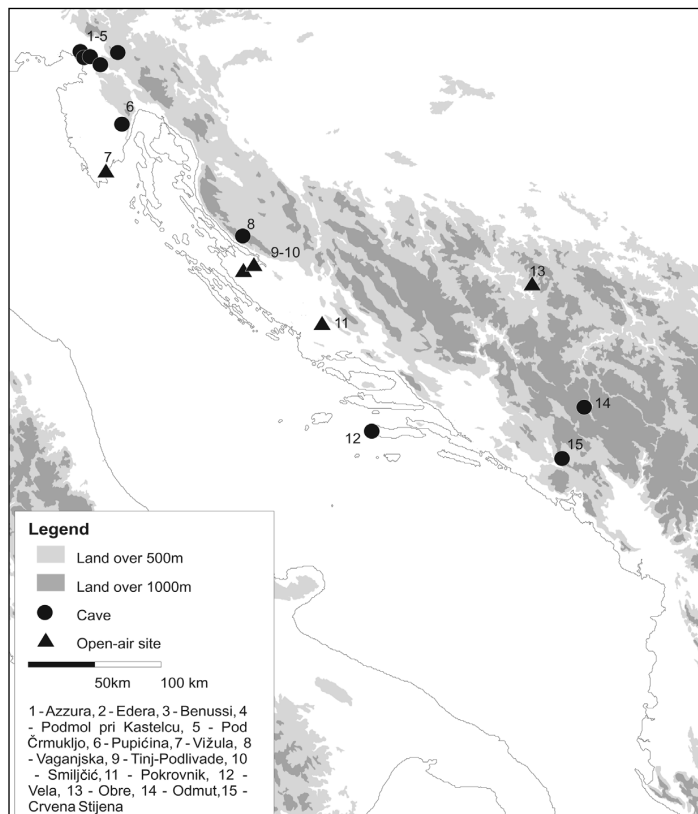 1-5
6
7
8
9-10
13
11
14
12
15
Legend
Land over 500m
Land over 1000m
Cave
Open-air site
50km 100 km
1 - Azzura, 2 - Edera, 3 - Benussi, 4
- Podmol pri Kastelcu, 5 - Pod
Črmukljo, 6 - Pupićina, 7 - Vižula, 8
- Vaganjska, 9 - Tinj-Podlivade, 10
- Smiljčić, 11 - Pokrovnik, 12 -
Vela, 13 - Obre, 14 - Odmut, 15 -
Crvena Stijena